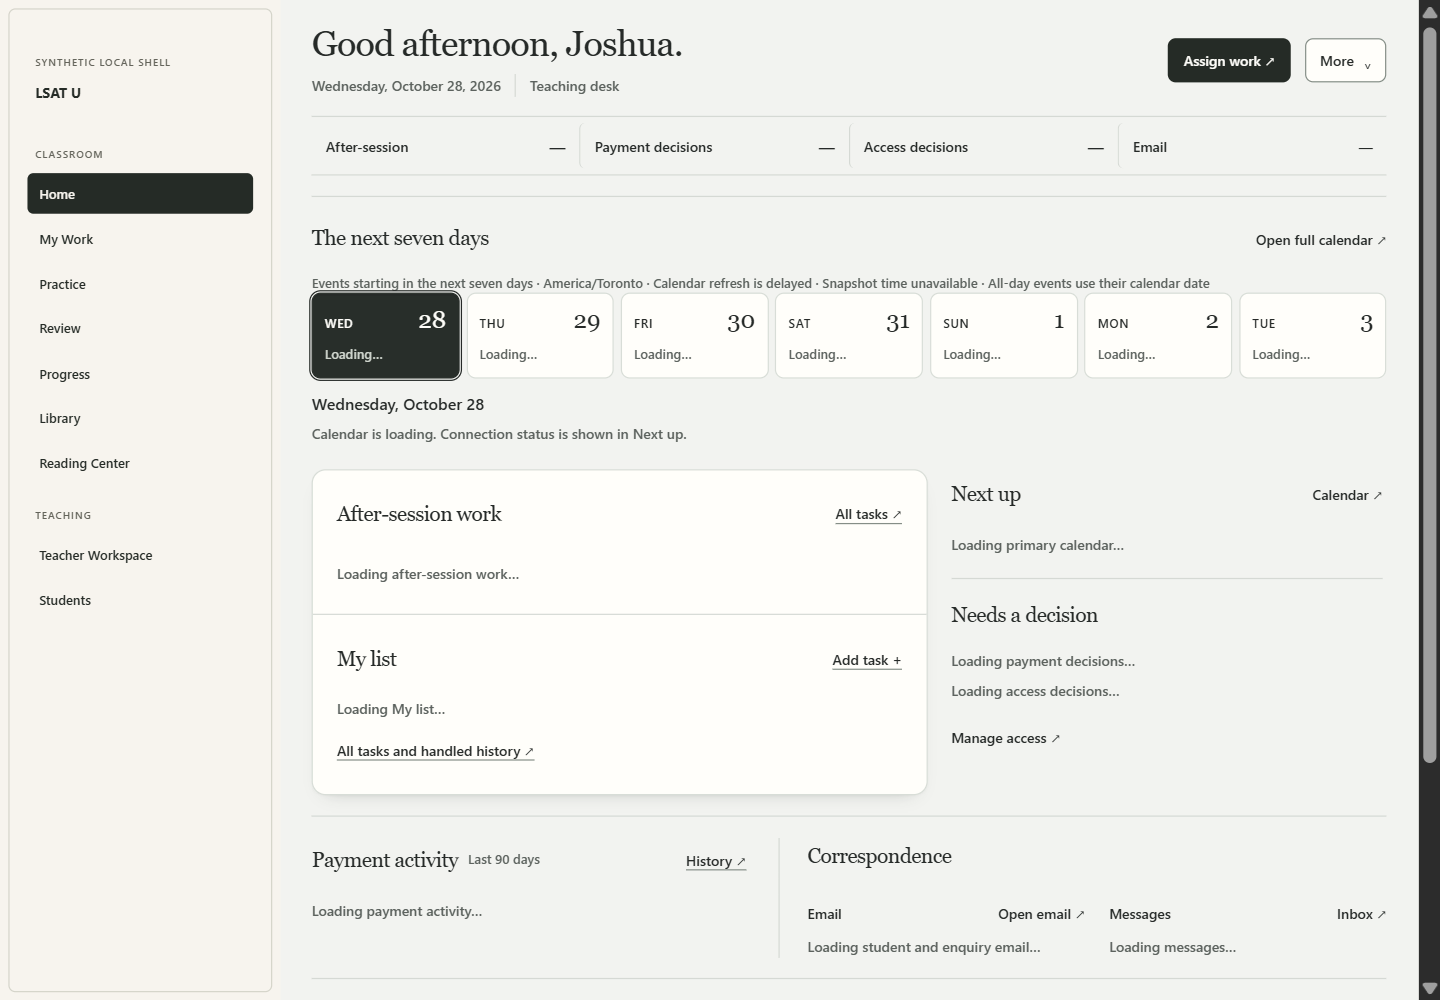 SYNTHETIC LOCAL SHELL
LSAT U
CLASSROOM
Home
My Work
Practice
Review
Progress
Library
Reading Center
TEACHING
Teacher Workspace
Students
Good afternoon, Joshua.
Wednesday, October 28, 2026 Teaching desk
Assign work ↗
More v
After-session —
Payment decisions —
Access decisions —
Email —
The next seven days
Open full calendar ↗
Events starting in the next seven days · America/Toronto · Calendar refresh is delayed · Snapshot time unavailable · All-day events use their calendar date
WED 28
Loading...
THU 29
Loading...
FRI 30
Loading...
SAT 31
Loading...
SUN 1
Loading...
MON 2
Loading...
TUE 3
Loading...
Wednesday, October 28
Calendar is loading. Connection status is shown in Next up.
After-session work
All tasks ↗
Loading after-session work...
My list
Add task +
Loading My list...
All tasks and handled history ↗
Next up
Calendar ↗
Loading primary calendar...
Needs a decision
Loading payment decisions...
Loading access decisions...
Manage access ↗
Payment activity Last 90 days
History ↗
Loading payment activity...
Correspondence
Email
Open email ↗
Loading student and enquiry email...
Messages
Inbox ↗
Loading messages...